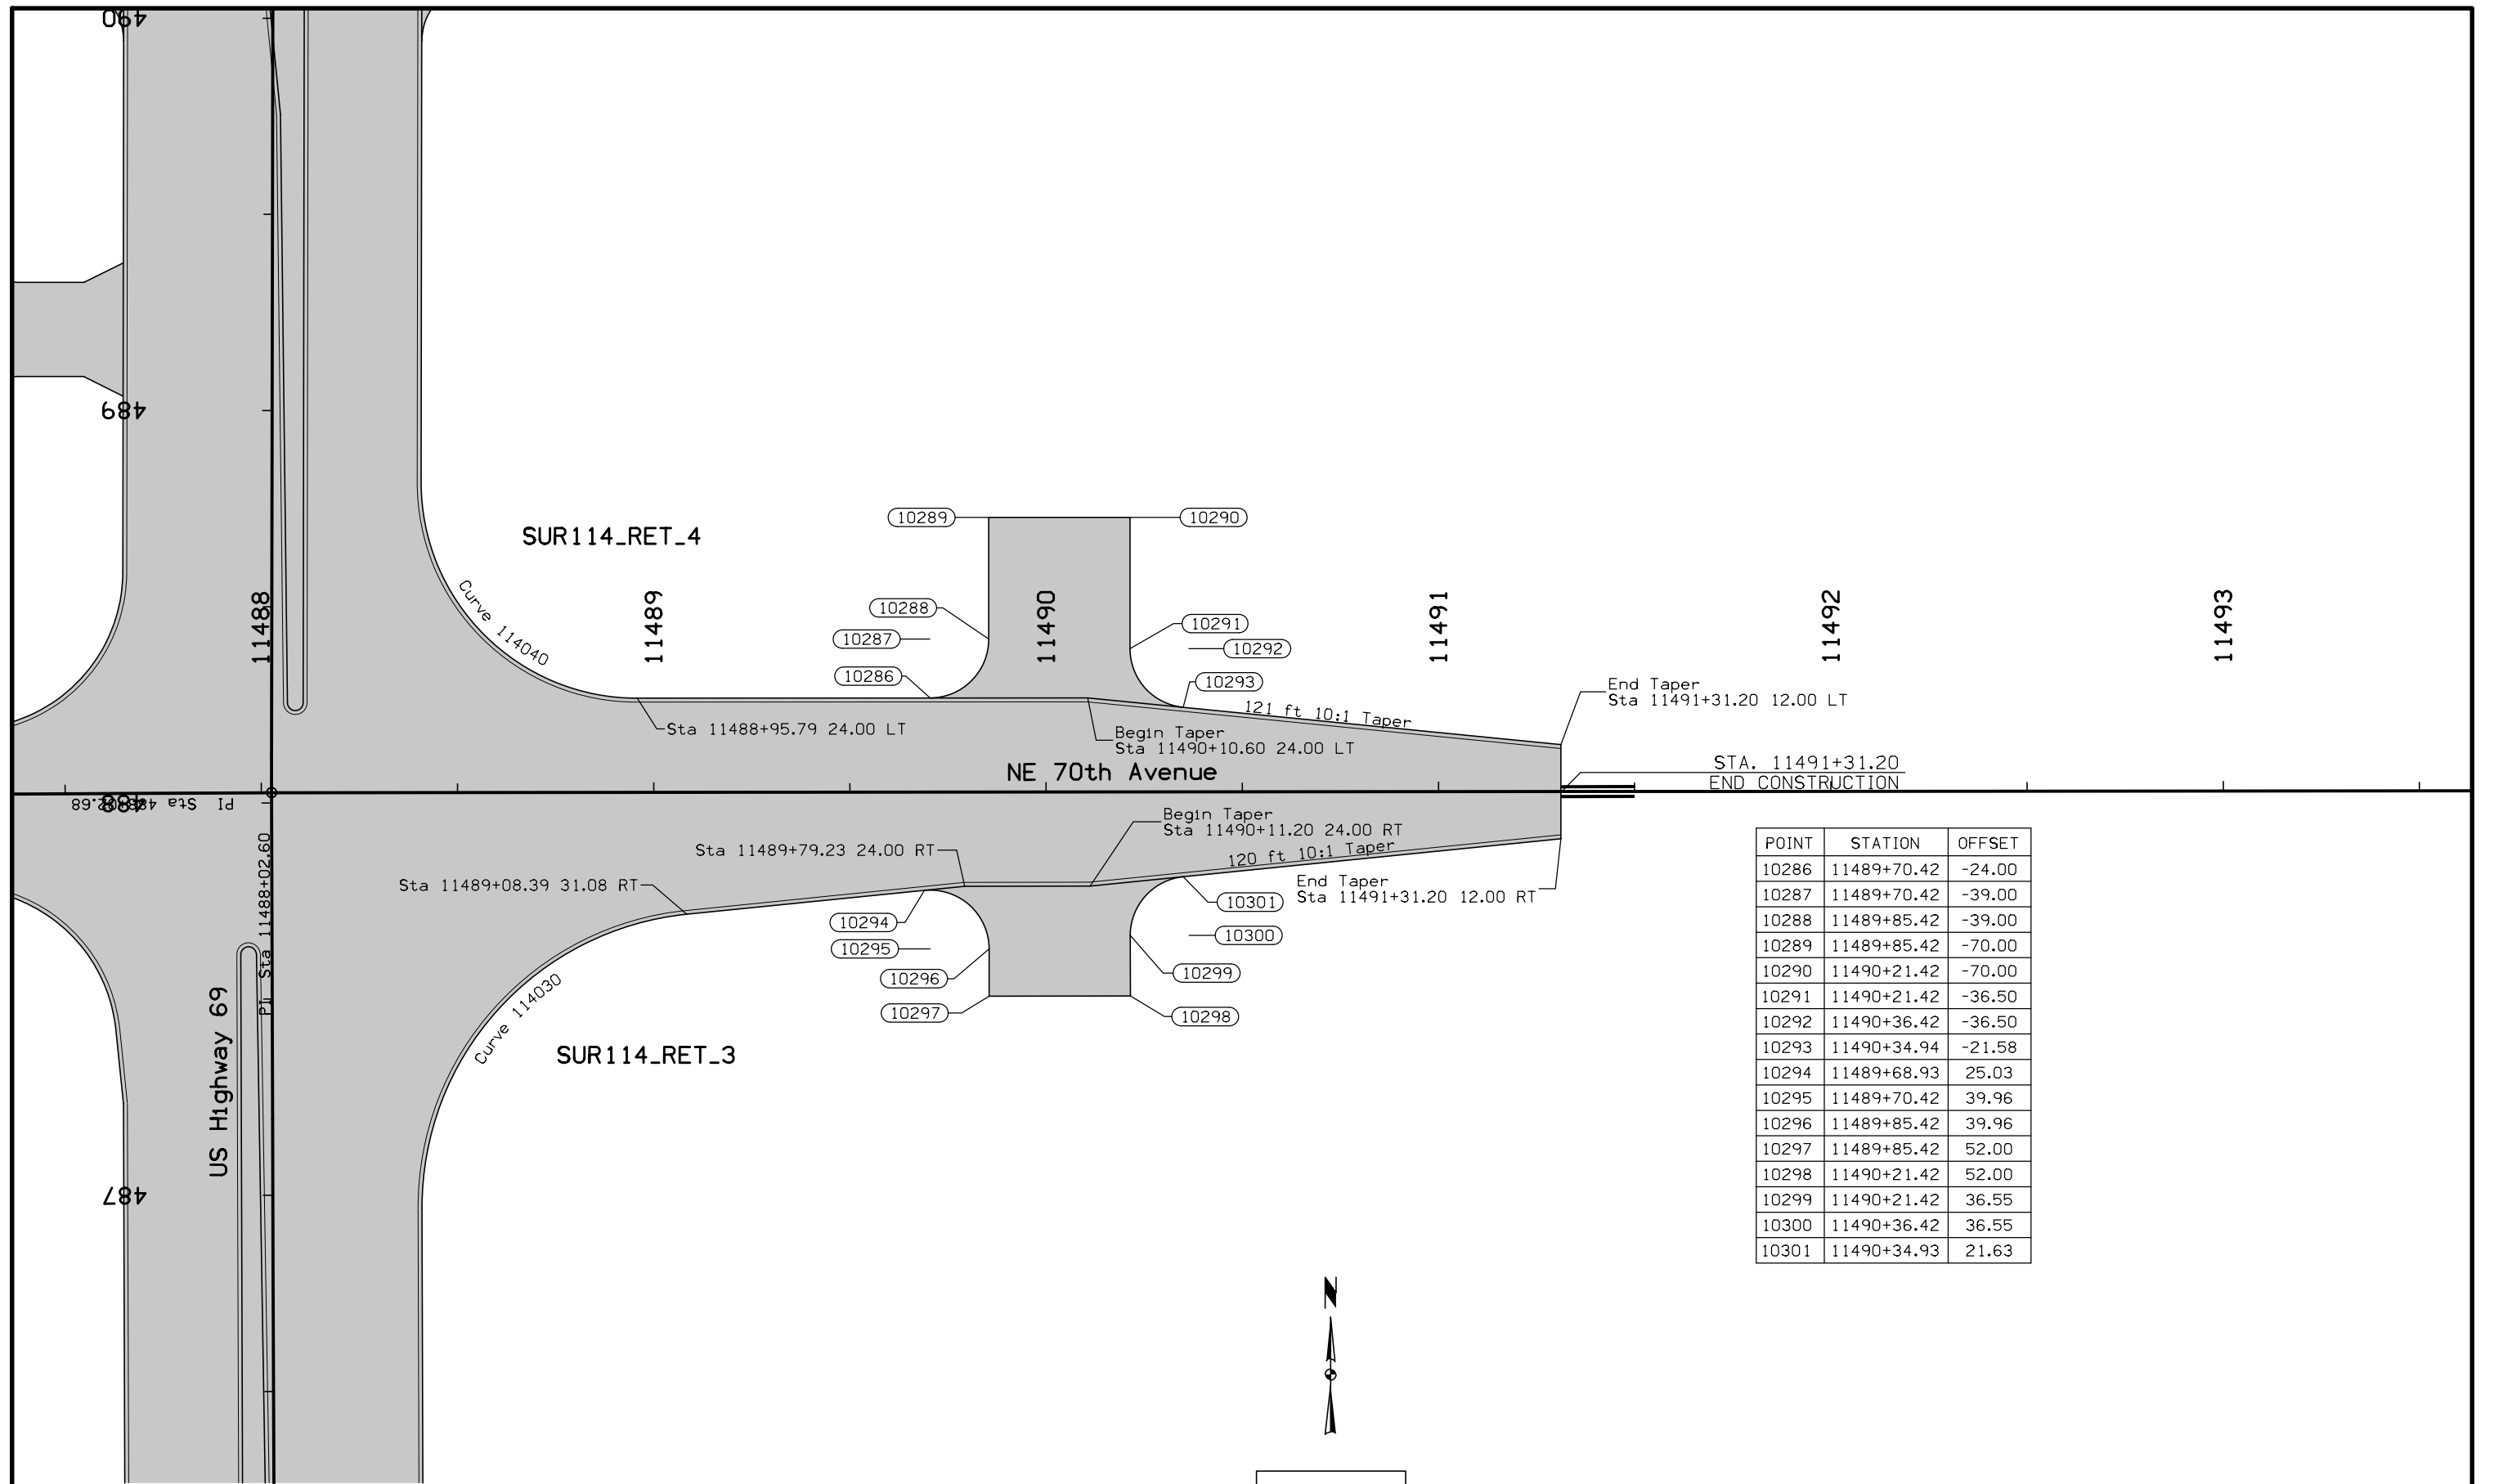 490
489
SUR114_RET_4
10289
10290
Curve 114040
11488
11489
11490
11491
11492
11493
10288
10287
10286
10291
10292
10293
Sta 11488+95.79 24.00 LT
121 ft 10:1 Taper
End Taper
Sta 11491+31.20 12.00 LT
Begin Taper
Sta 11490+10.60 24.00 LT
NE 70th Avenue
STA. 11491+31.20
END CONSTRUCTION
488
PI Sta 488+02.68
PI Sta 11488+02.60
Begin Taper
Sta 11490+11.20 24.00 RT
Sta 11489+79.23 24.00 RT
120 ft 10:1 Taper
Sta 11489+08.39 31.08 RT
End Taper
Sta 11491+31.20 12.00 RT
10301
10294
10300
10295
10296
10299
10297
10298
Curve 114030
SUR114_RET_3
US Highway 69
487
POINT STATION OFFSET
10286 11489+70.42 -24.00
10287 11489+70.42 -39.00
10288 11489+85.42 -39.00
10289 11489+85.42 -70.00
10290 11490+21.42 -70.00
10291 11490+21.42 -36.50
10292 11490+36.42 -36.50
10293 11490+34.94 -21.58
10294 11489+68.93 25.03
10295 11489+70.42 39.96
10296 11489+85.42 39.96
10297 11489+85.42 52.00
10298 11490+21.42 52.00
10299 11490+21.42 36.55
10300 11490+36.42 36.55
10301 11490+34.93 21.63
N